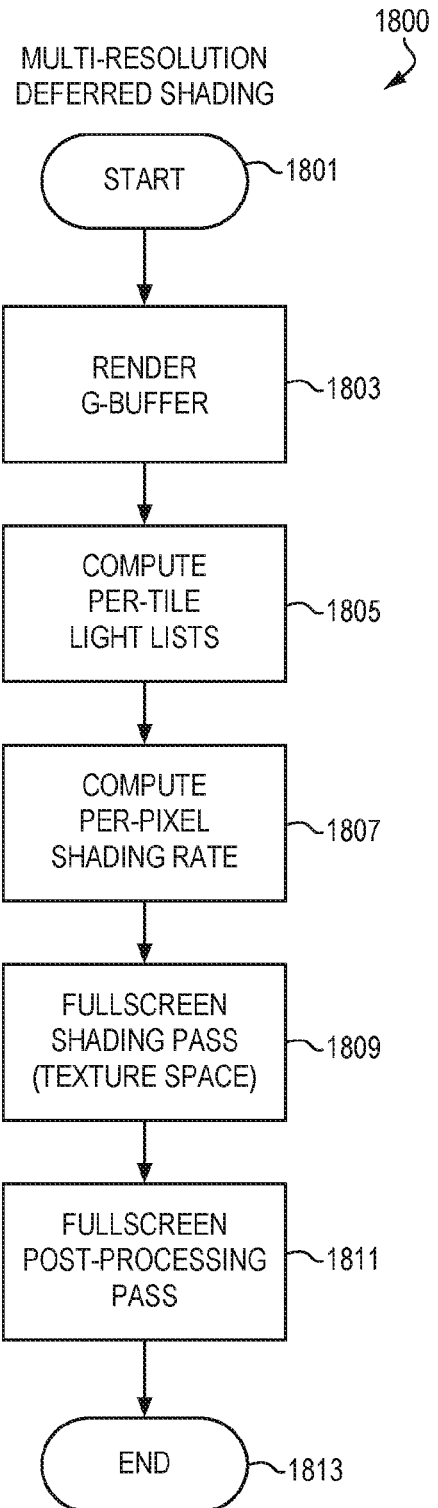 1800
MULTI-RESOLUTION
DEFERRED SHADING
START
1801
RENDER
G-BUFFER
1803
COMPUTE
PER-TILE
LIGHT LISTS
1805
COMPUTE
PER-PIXEL
SHADING RATE
1807
FULLSCREEN
SHADING PASS
(TEXTURE SPACE)
1809
FULLSCREEN
POST-PROCESSING
PASS
1811
END
1813